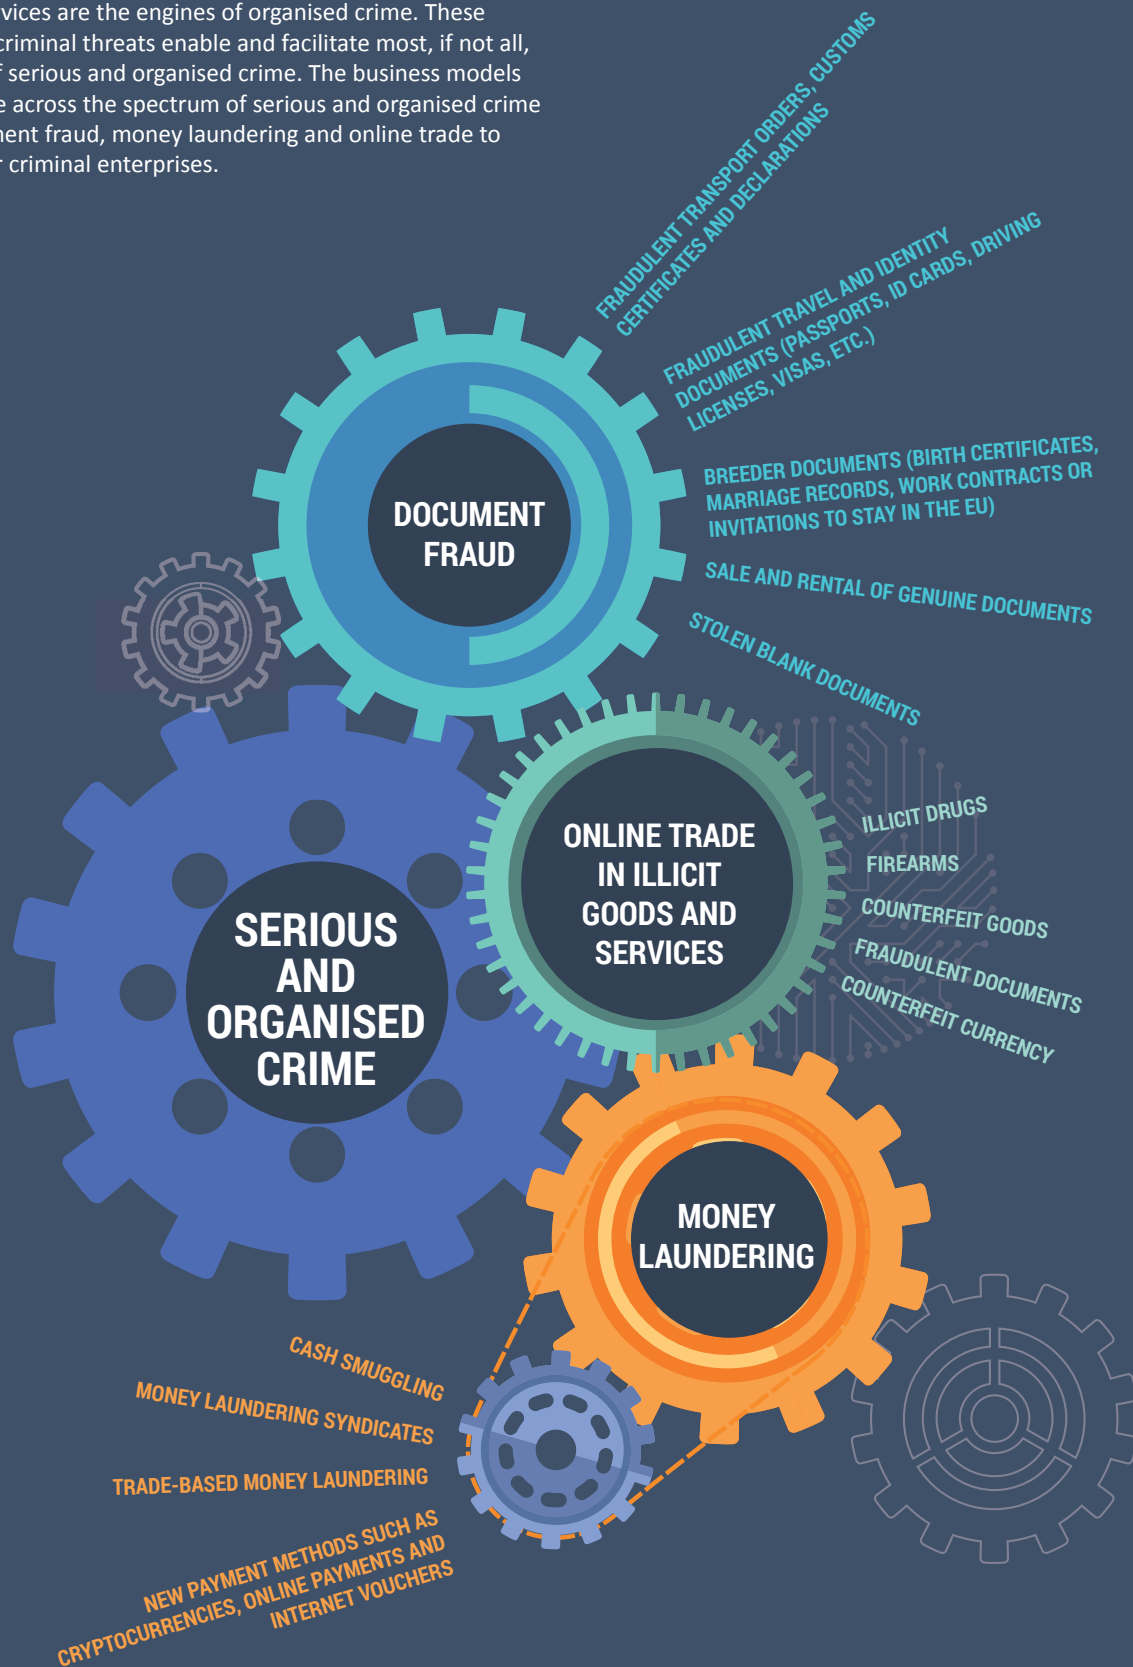 vices are the engines of organised crime. These
criminal threats enable and facilitate most, if not all,
serious and organised crime. The business models
across the spectrum of serious and organised crime
fraud, money laundering and online trade to
criminal enterprises.
FRAUDULENT TRANSPORT ORDERS, CUSTOMS
CERTIFICATES AND DECLARATIONS
FRAUDULENT TRAVEL AND IDENTITY
DOCUMENTS (PASSPORTS, ID CARDS, DRIVING
LICENSES, VISAS, ETC.)
BREEDER DOCUMENTS (BIRTH CERTIFICATES,
MARRIAGE RECORDS, WORK CONTRACTS OR
INVITATIONS TO STAY IN THE EU)
SALE AND RENTAL OF GENUINE DOCUMENTS
STOLEN BLANK DOCUMENTS
DOCUMENT
FRAUD
ONLINE TRADE
IN ILLICIT
GOODS AND
SERVICES
ILLICIT DRUGS
FIREARMS
COUNTERFEIT GOODS
FRAUDULENT DOCUMENTS
COUNTERFEIT CURRENCY
SERIOUS
AND
ORGANISED
CRIME
MONEY
LAUNDERING
CASH SMUGGLING
MONEY LAUNDERING SYNDICATES
TRADE-BASED MONEY LAUNDERING
NEW PAYMENT METHODS SUCH AS
CRYPTOCURRENCIES, ONLINE PAYMENTS AND
INTERNET VOUCHERS